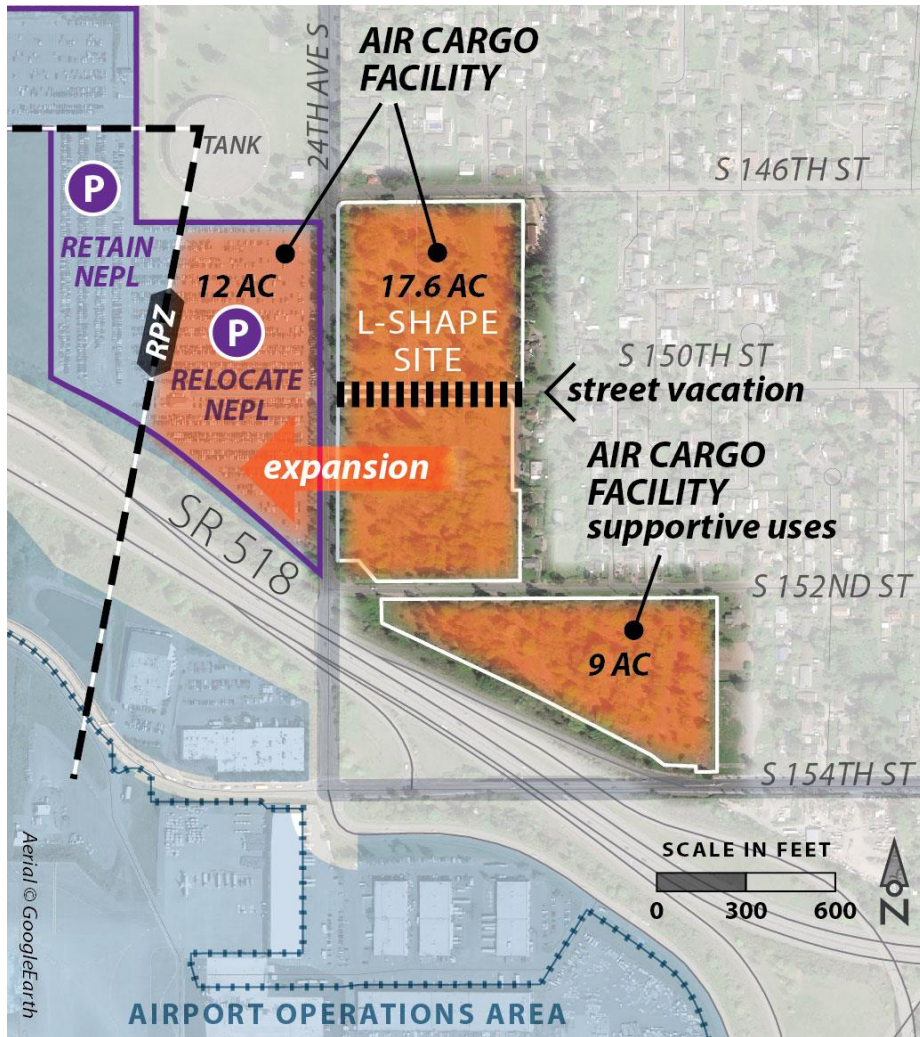 AIR CARGO
FACILITY
24TH AVE S
TANK
S 146TH ST
P
RETAIN
NEPL
12 AC
17.6 AC
L-SHAPE
SITE
RPZ
P
RELOCATE
NEPL
S 150TH ST
street vacation
expansion
AIR CARGO
FACILITY
supportive uses
SR 518
S 152ND ST
9 AC
S 154TH ST
Aerial © GoogleEarth
SCALE IN FEET
0 300 600
N
AIRPORT OPERATIONS AREA